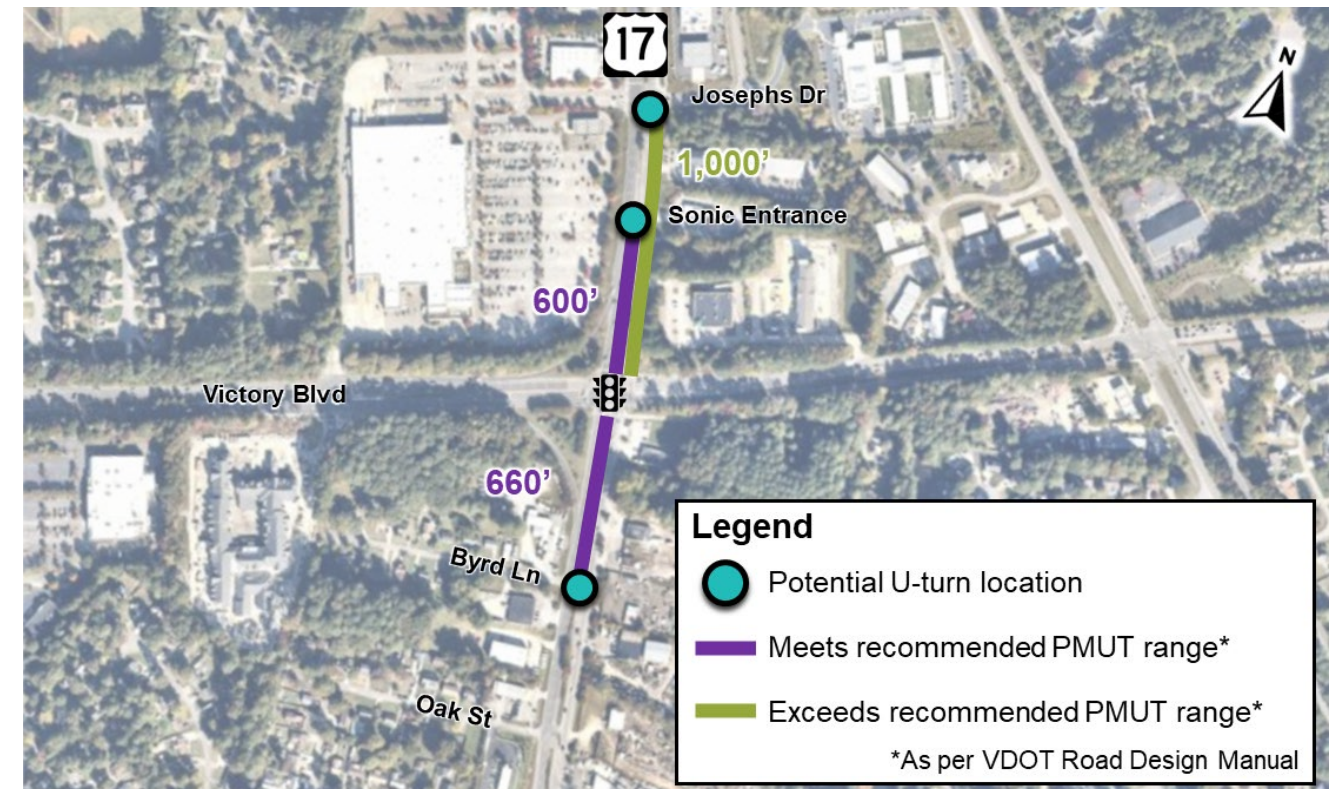 17
N
Josephs Dr
1,000’
Sonic Entrance
600’
Victory Blvd
660’
Byrd Ln
Oak St
Legend
Potential U-turn location
Meets recommended PMUT range*
Exceeds recommended PMUT range*
*As per VDOT Road Design Manual